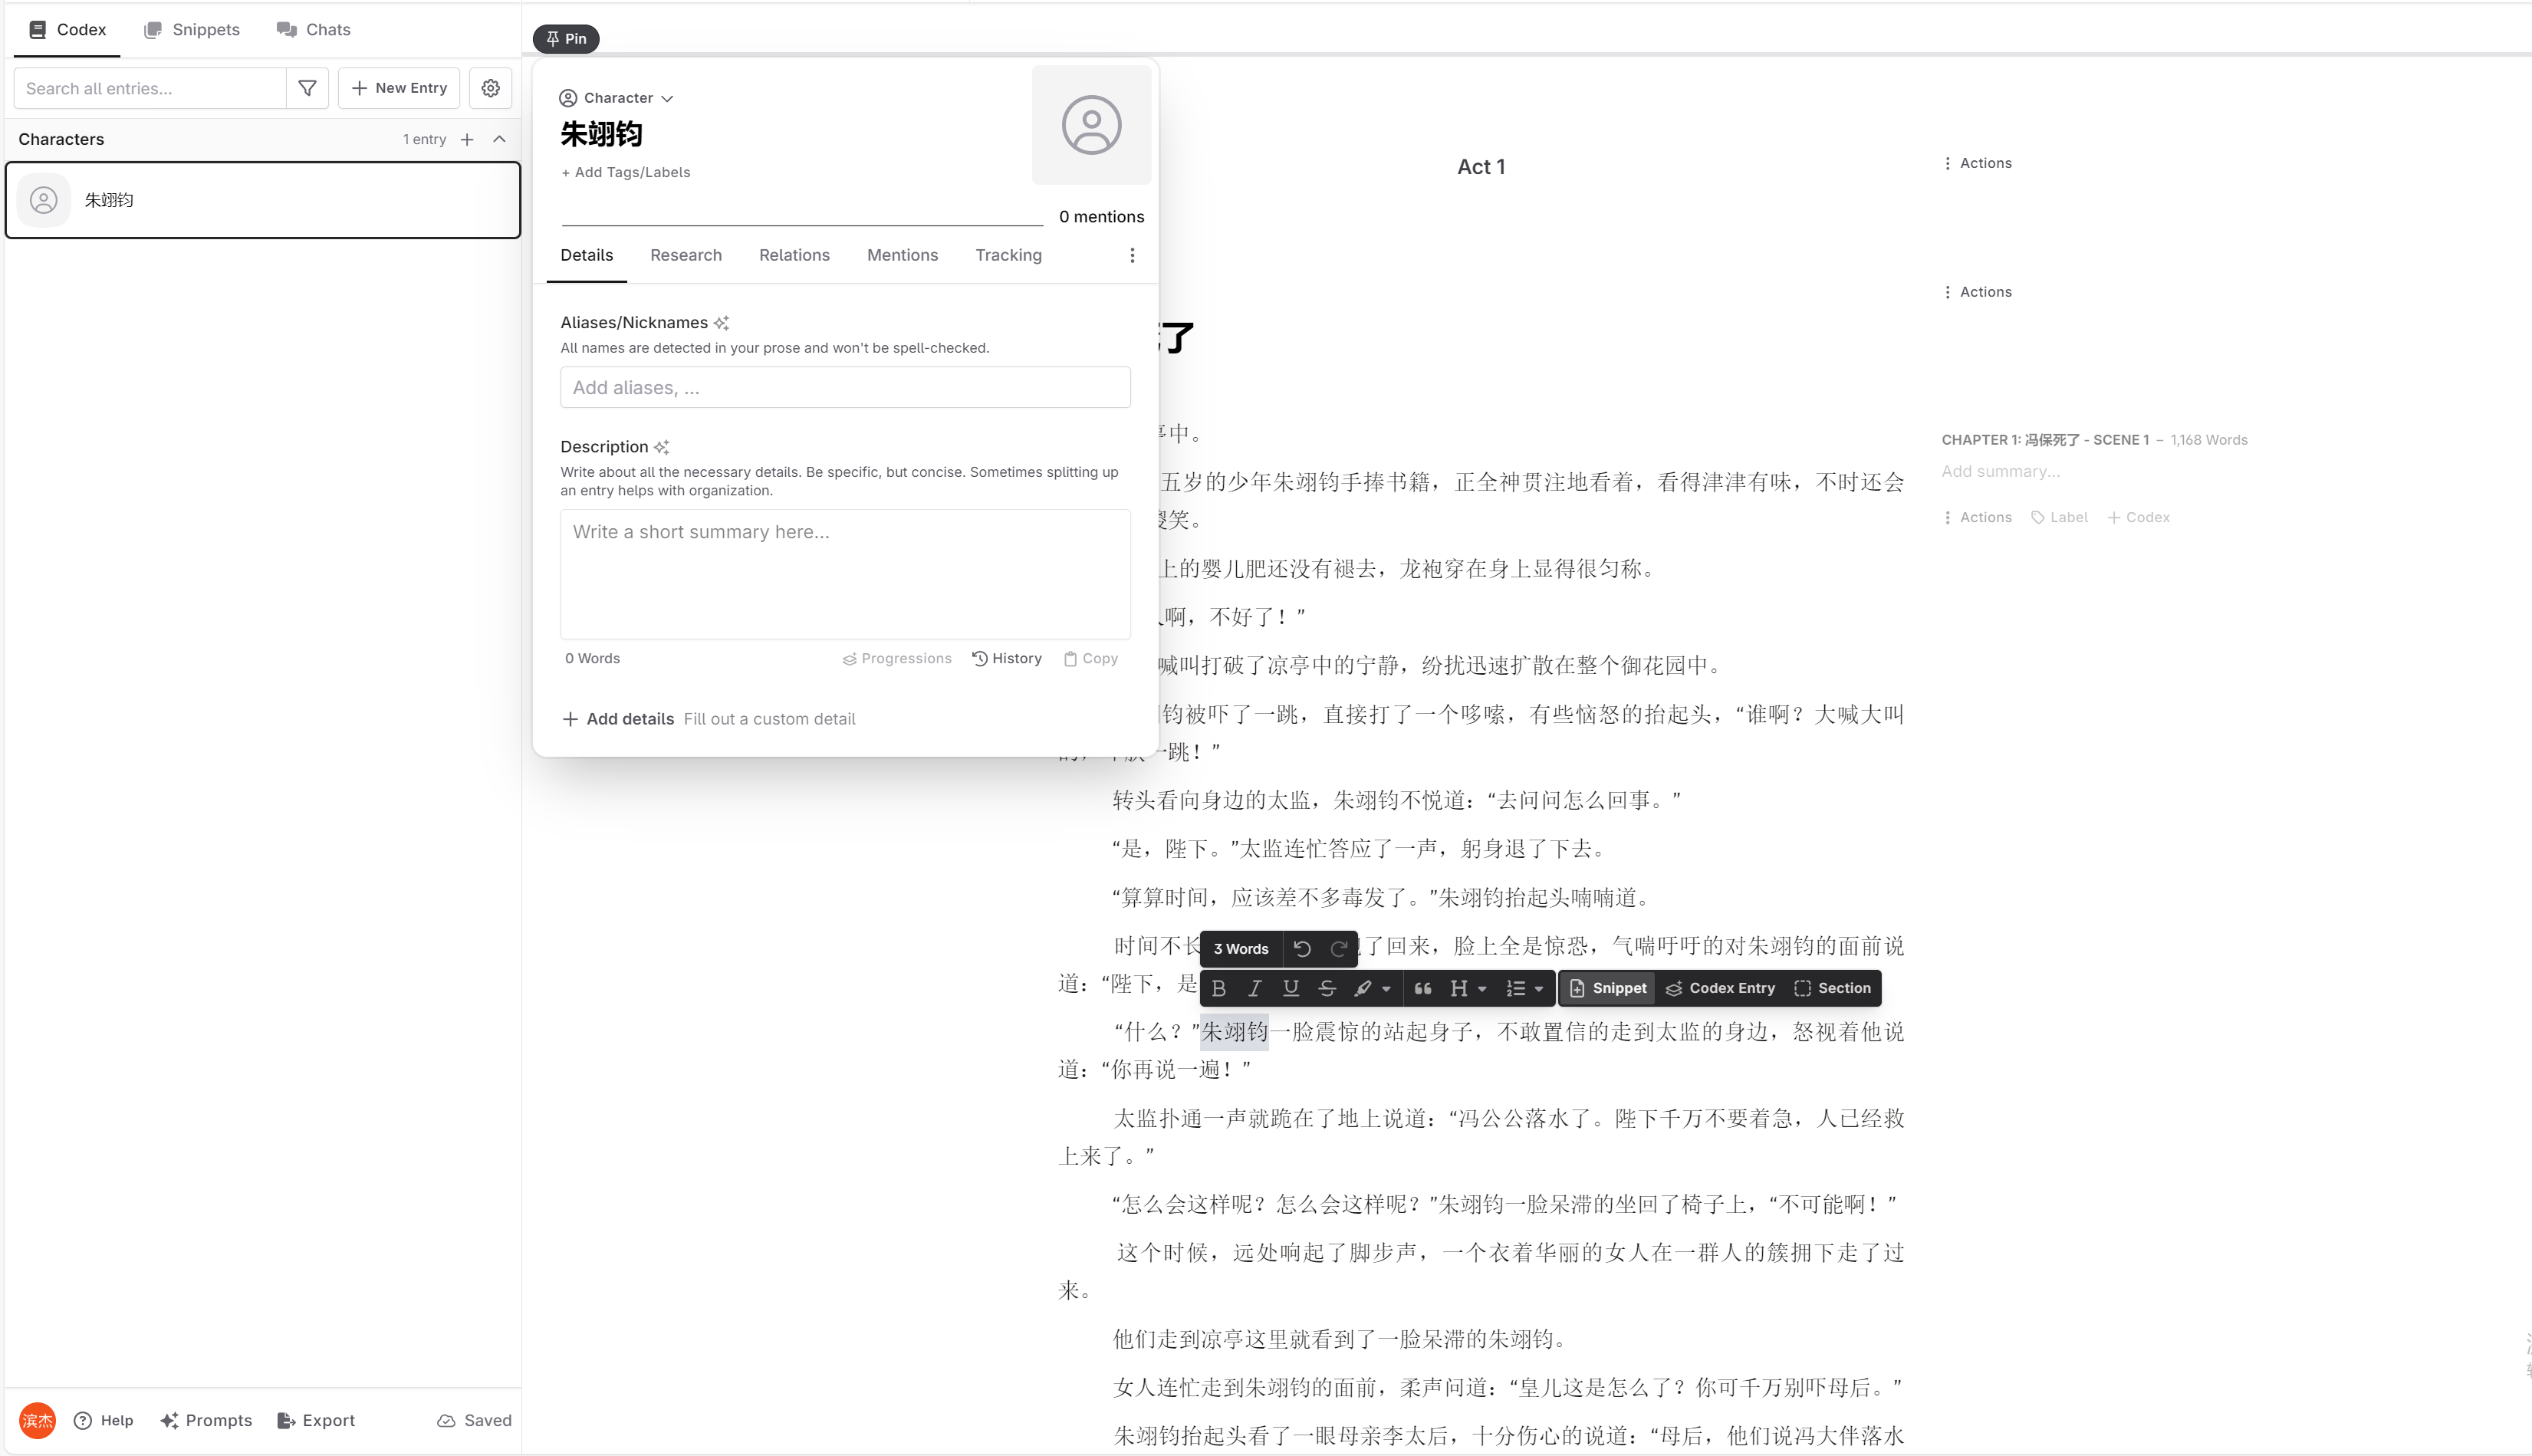 Codex
Snippets
Chats
Search all entries...
New Entry
Characters
1 entry
朱翊钧
Pin
Character
朱翊钧
+ Add Tags/Labels
0 mentions
Details
Research
Relations
Mentions
Tracking
Aliases/Nicknames
All names are detected in your prose and won't be spell-checked.
Add aliases, ...
Description
Write about all the necessary details. Be specific, but concise. Sometimes splitting up
an entry helps with organization.
Write a short summary here...
0 Words
Progressions
History
Copy
Add details Fill out a custom detail
Act 1
Actions
Actions
了
CHAPTER 1: 冯保死了 - SCENE 1 – 1,168 Words
Add summary...
Actions
Label
Codex
中。
五岁的少年朱翊钧手捧书籍，正全神贯注地看着，看得津津有味，不时还会
笑。
上的婴儿肥还没有褪去，龙袍穿在身上显得很匀称。
啊，不好了！”
喊叫打破了凉亭中的宁静，纷扰迅速扩散在整个御花园中。
钧被吓了一跳，直接打了一个哆嗦，有些恼怒的抬起头，“谁啊？大喊大叫
一跳！”
转头看向身边的太监，朱翊钧不悦道：“去问问怎么回事。”
“是，陛下。”太监连忙答应了一声，躬身退了下去。
“算算时间，应该差不多毒发了。”朱翊钧抬起头喃喃道。
时间不长
了回来，脸上全是惊恐，气喘吁吁的对朱翊钧的面前说
道：“陛下，是
3 Words
B I U S
H
Snippet
Codex Entry
Section
“什么？”朱翊钧一脸震惊的站起身子，不敢置信的走到太监的身边，怒视着他说
道：“你再说一遍！”
太监扑通一声就跪在了地上说道：“冯公公落水了。陛下千万不要着急，人已经救
上来了。”
“怎么会这样呢？怎么会这样呢？”朱翊钧一脸呆滞的坐回了椅子上，“不可能啊！”
这个时候，远处响起了脚步声，一个衣着华丽的女人在一群人的簇拥下走了过
来。
他们走到凉亭这里就看到了一脸呆滞的朱翊钧。
女人连忙走到朱翊钧的面前，柔声问道：“皇儿这是怎么了？你可千万别吓母后。”
朱翊钧抬起头看了一眼母亲李太后，十分伤心的说道：“母后，他们说冯大伴落水
滨杰
Help
Prompts
Export
Saved